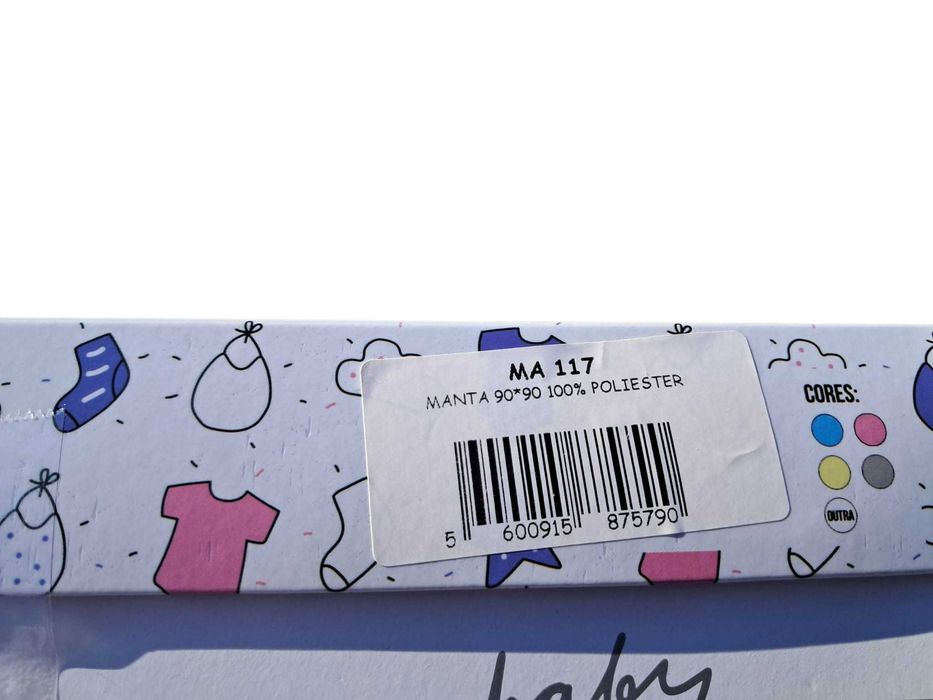 MA 117
MANTA 90*90 100% POLIESTER
5 600915 875790
CORES:*
OUTRA
baby